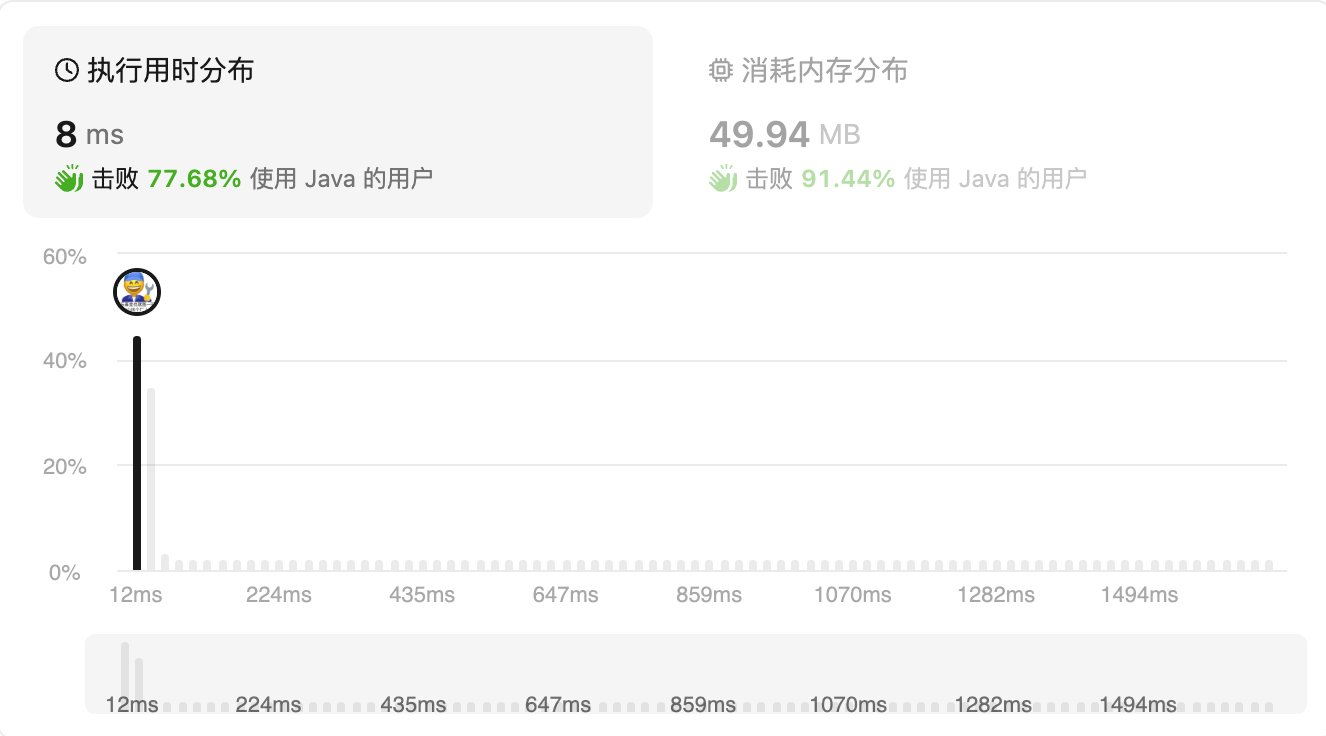 执行用时分布
8 ms
击败 77.68% 使用 Java 的用户
消耗内存分布
49.94 MB
击败 91.44% 使用 Java 的用户
60%
40%
20%
0%
12ms 224ms 435ms 647ms 859ms 1070ms 1282ms 1494ms
12ms 224ms 435ms 647ms 859ms 1070ms 1282ms 1494ms